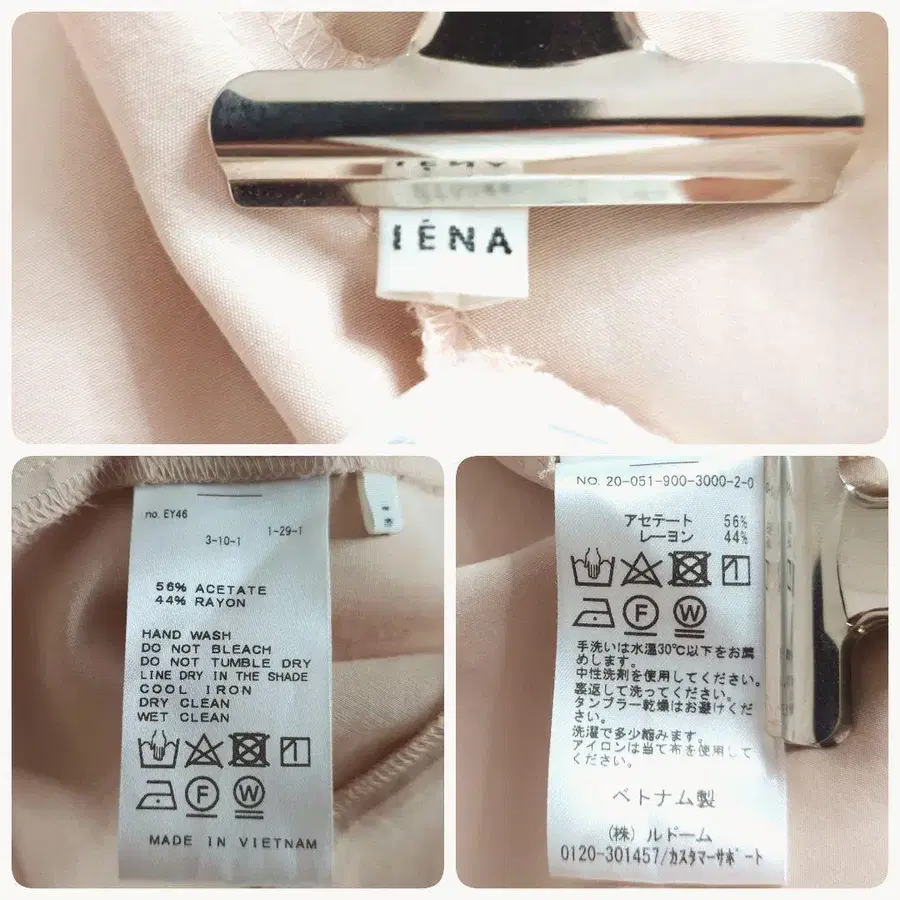 IÉNA
no. EY46
3-10-1
1-29-1
56% ACETATE
44% RAYON
HAND WASH
DO NOT BLEACH
DO NOT TUMBLE DRY
LINE DRY IN THE SHADE
COOL IRON
DRY CLEAN
WET CLEAN
F W
MADE IN VIETNAM
NO. 20-051-900-3000-2-0
アセテート 56%
レーヨン 44%
F W
手洗いは水温30℃以下をお薦
めします。
中性洗剤を使用してください。
裏返して洗ってください。
タンブラー乾燥はお避けくだ
さい。
洗濯で多少縮みます。
アイロンは当て布を使用して
ください。
ベトナム製
(株) ルドーム
0120-301457/カスタマーサポート